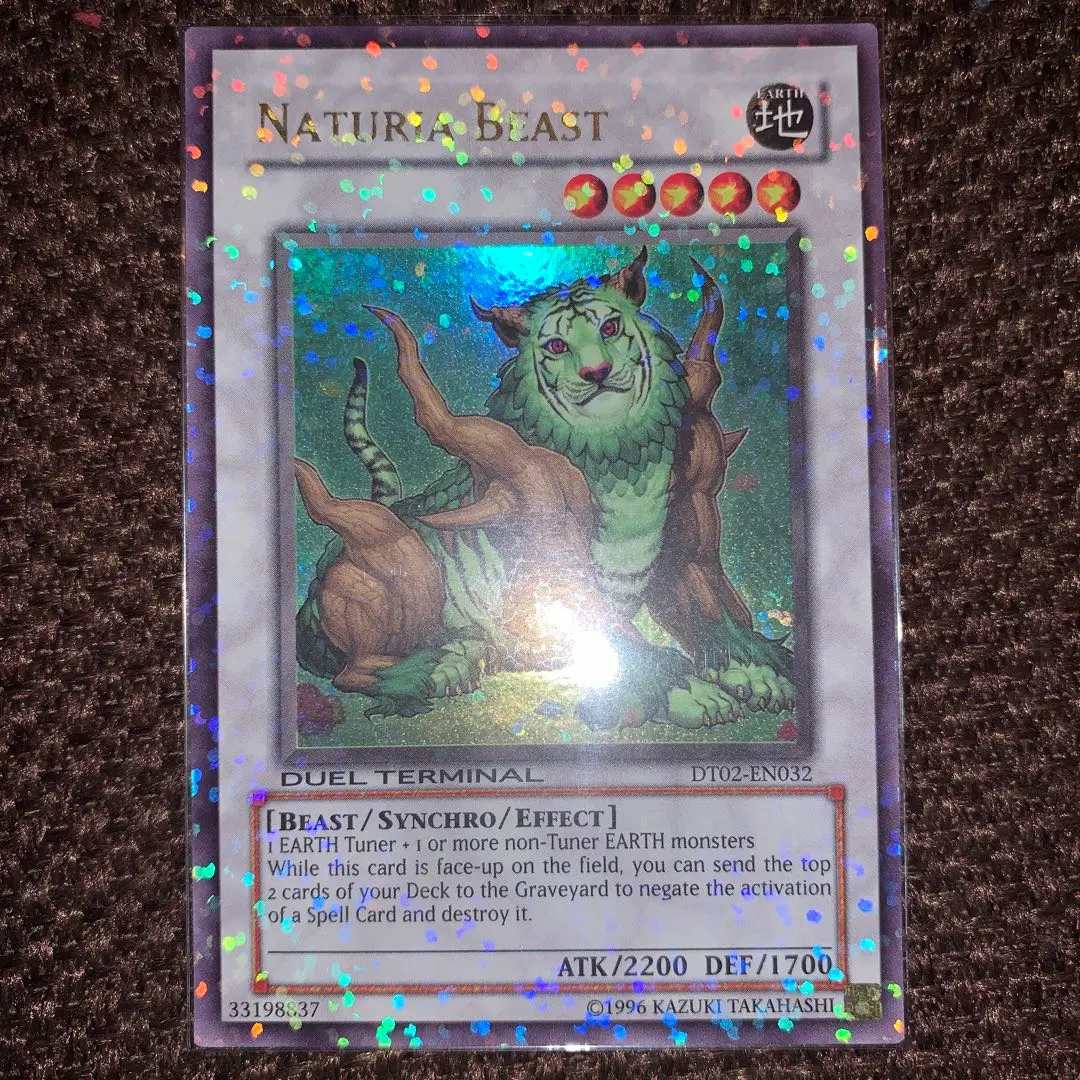 NATURIA BEAST
EARTH
地
DUEL TERMINAL
DT02-EN032
[BEAST/SYNCHRO/EFFECT]
1 EARTH Tuner + 1 or more non-Tuner EARTH monsters
While this card is face-up on the field, you can send the top
2 cards of your Deck to the Graveyard to negate the activation
of a Spell Card and destroy it.
ATK/2200 DEF/1700
33198837
©1996 KAZUKI TAKAHASHI